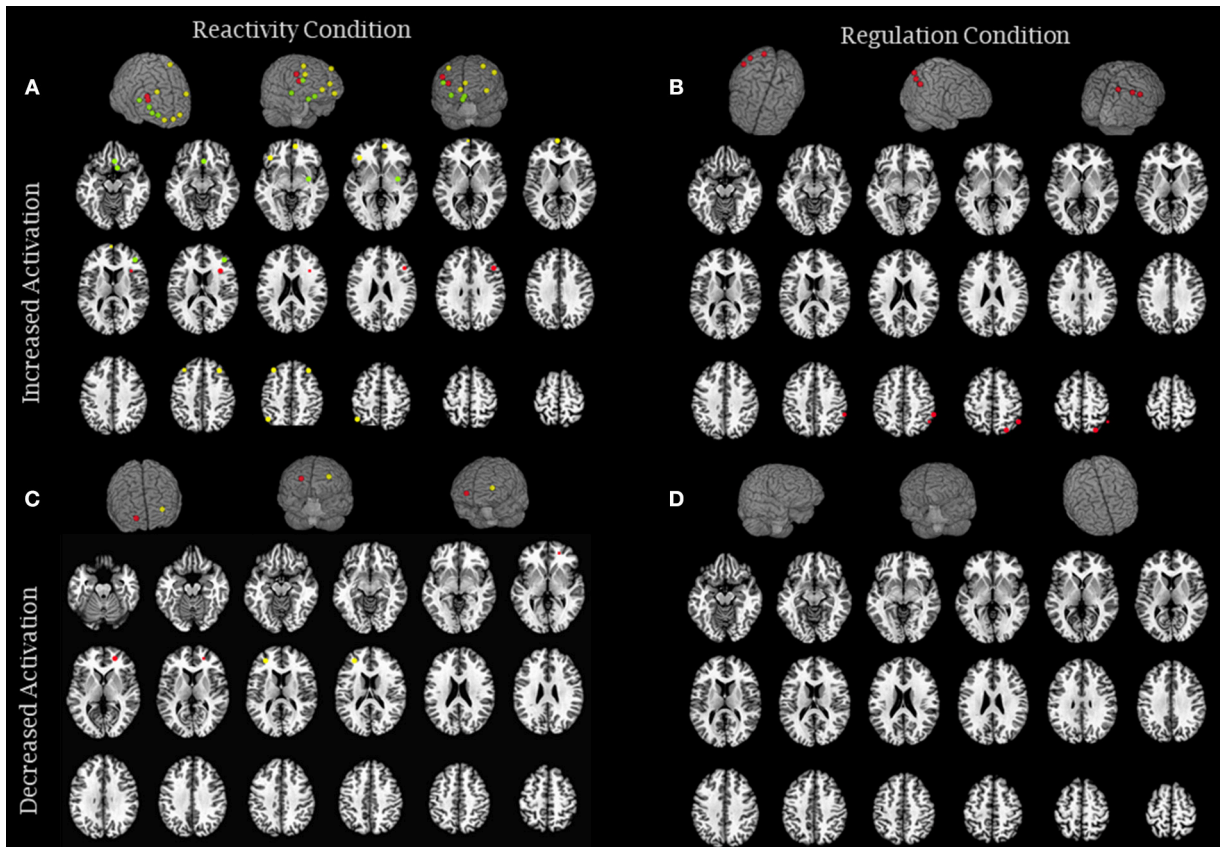 Reactivity Condition
Regulation Condition
A
B
Increased Activation
C
D
Decreased Activation